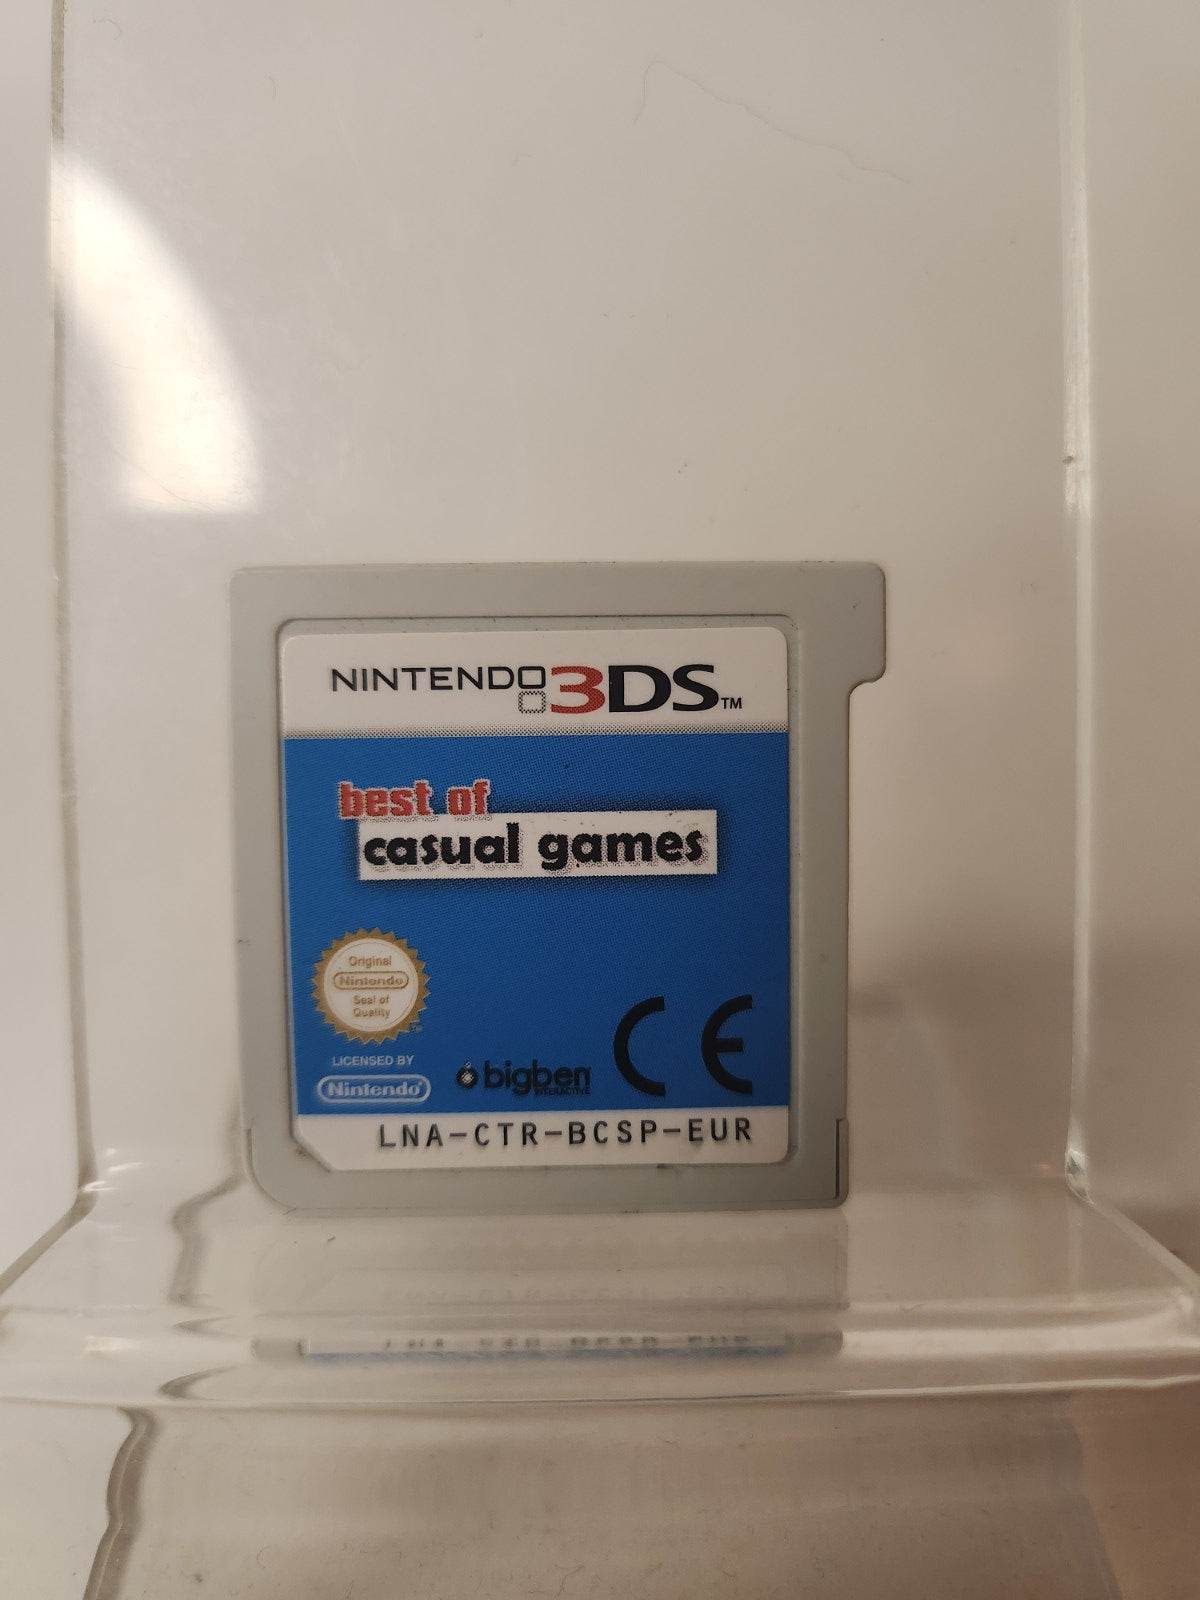 NINTENDO 3DS™
best of
casual games
Original
Nintendo
Seal of
Quality
LICENSED BY
Nintendo®
bigben
INTERACTIVE
LNA-CTR-BCSP-EUR